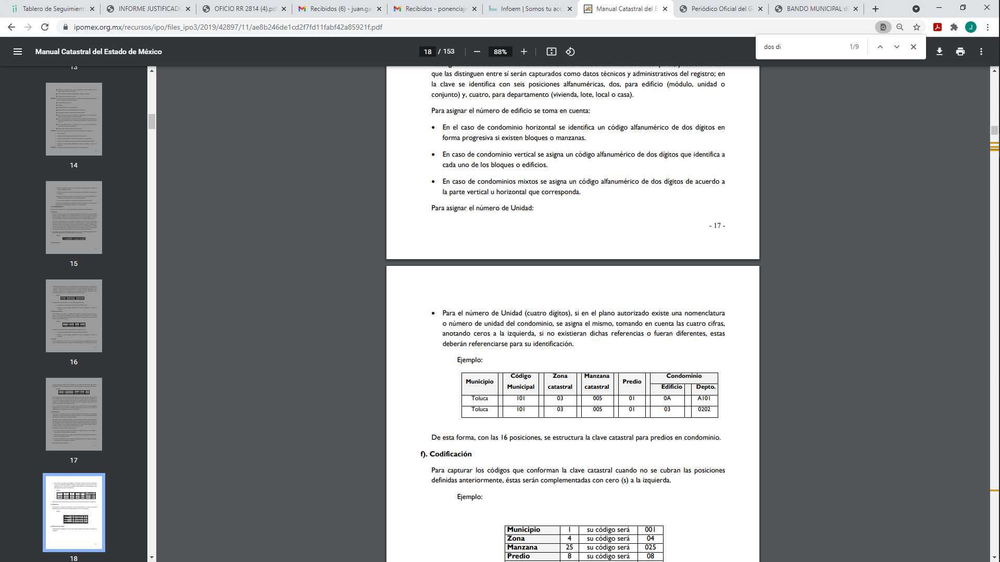 Tablero de Seguimient
INFORME JUSTIFICADO
OFICIO RR 2814 (4).pd
Recibidos (6) - juan.ga
Recibidos - ponenciajn
Infoem | Somos tu acc
Manual Catastral del E
Periódico Oficial del G
BANDO MUNICIPAL d
ipomex.org.mx/recursos/ipo/files_ipo3/2019/42897/11/ae8b246de1cd2f7fd11fabf42a85921f.pdf
J
Manual Catastral del Estado de México
18 / 153
88%
dos di
1/9
13
14
15
16
17
18
que las distinguen entre sí serán capturados como datos técnicos y administrativos del registro; en
la clave se identifica con seis posiciones alfanuméricas, dos, para edificio (módulo, unidad o
conjunto) y, cuatro, para departamento (vivienda, lote, local o casa).
Para asignar el número de edificio se toma en cuenta:
• En el caso de condominio horizontal se identifica un código alfanumérico de dos dígitos en
forma progresiva si existen bloques o manzanas.
• En caso de condominio vertical se asigna un código alfanumérico de dos dígitos que identifica a
cada uno de los bloques o edificios.
• En caso de condominios mixtos se asigna un código alfanumérico de dos dígitos de acuerdo a
la parte vertical u horizontal que corresponda.
Para asignar el número de Unidad:
- 17 -
• Para el número de Unidad (cuatro dígitos), si en el plano autorizado existe una nomenclatura
o número de unidad del condominio, se asigna el mismo, tomando en cuenta las cuatro cifras,
anotando ceros a la izquierda, si no existieran dichas referencias o fueran diferentes, estas
deberán referenciarse para su identificación.
Ejemplo:
Municipio Código Municipal Zona catastral Manzana catastral Predio Condominio
Edificio Depto.
Toluca 101 03 005 01 0A A101
Toluca 101 03 005 01 03 0202
De esta forma, con las 16 posiciones, se estructura la clave catastral para predios en condominio.
f). Codificación
Para capturar los códigos que conforman la clave catastral cuando no se cubran las posiciones
definidas anteriormente, éstas serán complementadas con cero (s) a la izquierda.
Ejemplo:
Municipio 1 su código será 001
Zona 4 su código será 04
Manzana 25 su código será 025
Predio 8 su código será 08